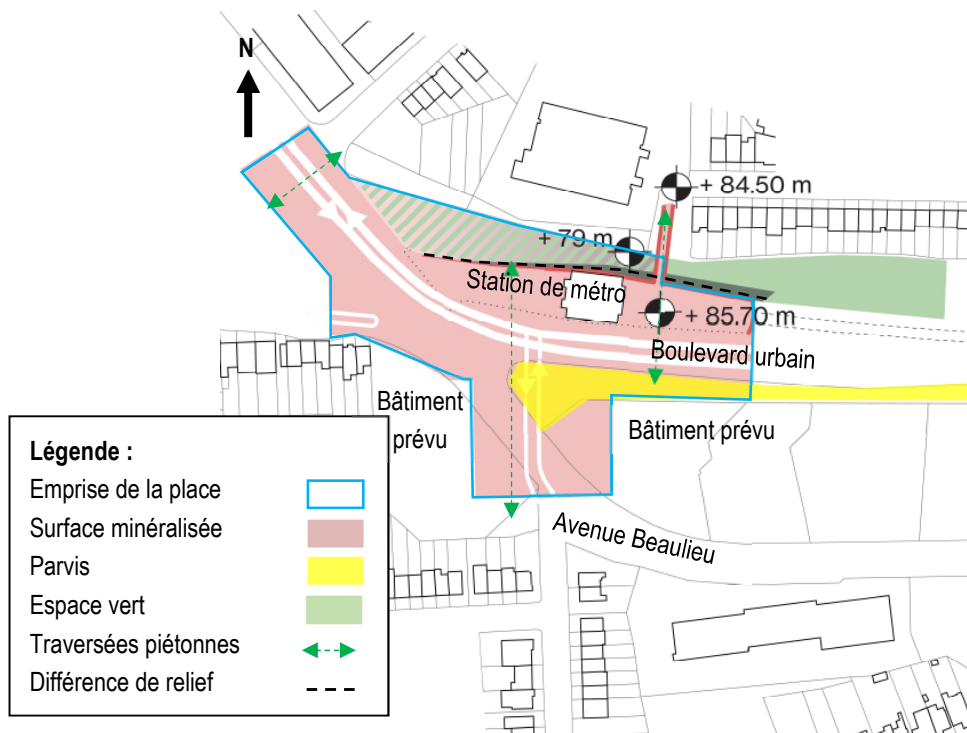 N
+ 84.50 m
+ 79 m
Station de métro
+ 85.70 m
Boulevard urbain
Bâtiment
prévu
Bâtiment prévu
Avenue Beaulieu
Légende :
Emprise de la place
Surface minéralisée
Parvis
Espace vert
Traversées piétonnes
Différence de relief